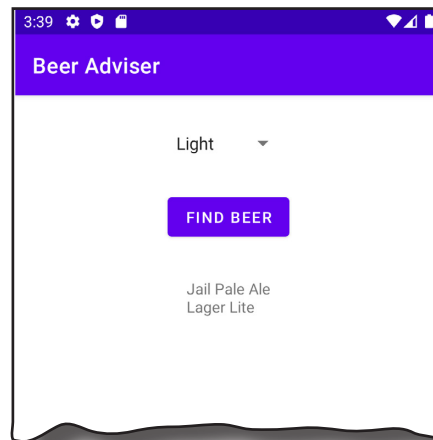 3:39
Beer Adviser
Light
FIND BEER
Jail Pale Ale
Lager Lite